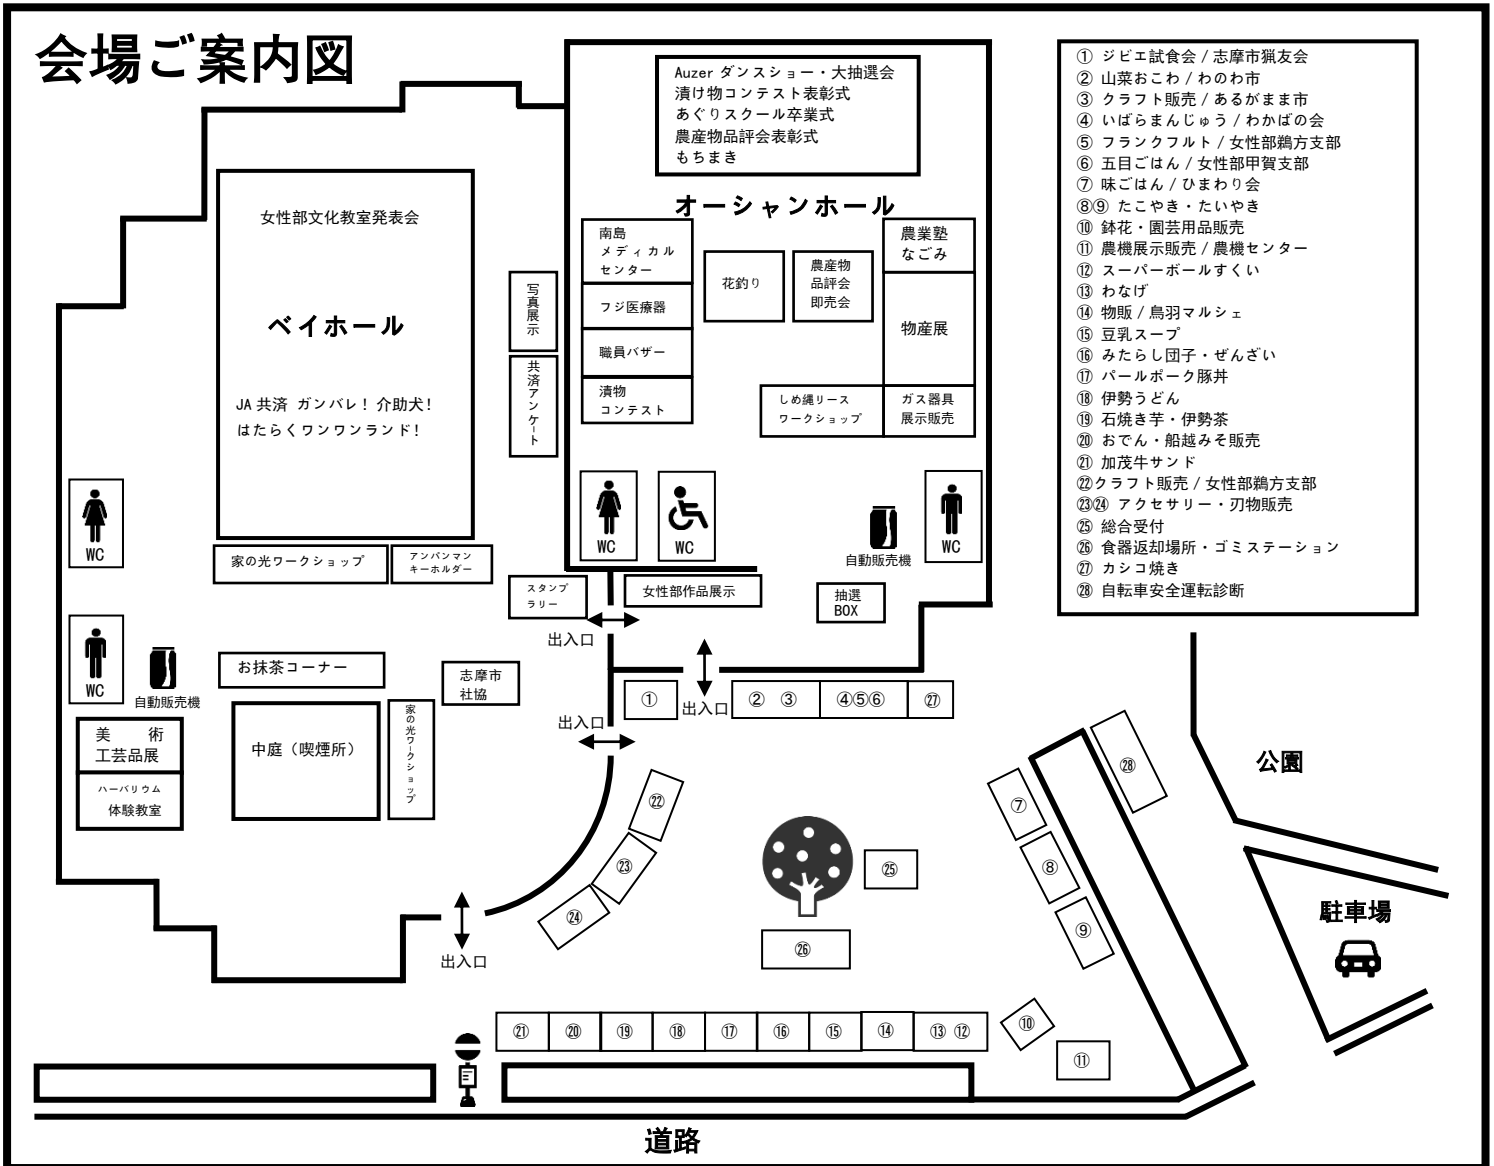 会場ご案内図
Auzer ダンスショー・大抽選会
漬け物コンテスト表彰式
あぐりスクール卒業式
農産物品評会表彰式
もちまき
オーシャンホール
女性部文化教室発表会
ベイホール
JA 共済 ガンバレ！介助犬！
はたらくワンワンランド！
写真展示
共済アンケート
南島
メディカル
センター
フジ医療器
職員バザー
漬物
コンテスト
花釣り
農産物
品評会
即売会
農業塾
なごみ
物産展
しめ縄リース
ワークショップ
ガス器具
展示販売
WC
WC
WC
WC
自動販売機
家の光ワークショップ
アンパンマン
キーホルダー
スタンプ
ラリー
女性部作品展示
抽選
BOX
出入口
WC
自動販売機
お抹茶コーナー
志摩市
社協
出入口
出入口
① ② ③ ④⑤⑥ ㉗
美 術
工芸品展
ハーバリウム
体験教室
中庭（喫煙所）
家の光ワークショップ
㉒
㉓
㉔
㉕
㉖
出入口
⑦
⑧
⑨
㉘
⑩
⑪
㉑ ⑳ ⑲ ⑱ ⑰ ⑯ ⑮ ⑭ ⑬ ⑫
公園
駐車場
道路
① ジビエ試食会 / 志摩市猟友会
② 山菜おこわ / わのわ市
③ クラフト販売 / あるがまま市
④ いばらまんじゅう / わかばの会
⑤ フランクフルト / 女性部鵜方支部
⑥ 五目ごはん / 女性部甲賀支部
⑦ 味ごはん / ひまわり会
⑧⑨ たこやき・たいやき
⑩ 鉢花・園芸用品販売
⑪ 農機展示販売 / 農機センター
⑫ スーパーボールすくい
⑬ わなげ
⑭ 物販 / 鳥羽マルシェ
⑮ 豆乳スープ
⑯ みたらし団子・ぜんざい
⑰ パールポーク豚丼
⑱ 伊勢うどん
⑲ 石焼き芋・伊勢茶
⑳ おでん・船越みそ販売
㉑ 加茂牛サンド
㉒クラフト販売 / 女性部鵜方支部
㉓㉔ アクセサリー・刃物販売
㉕ 総合受付
㉖ 食器返却場所・ゴミステーション
㉗ カシコ焼き
㉘ 自転車安全運転診断